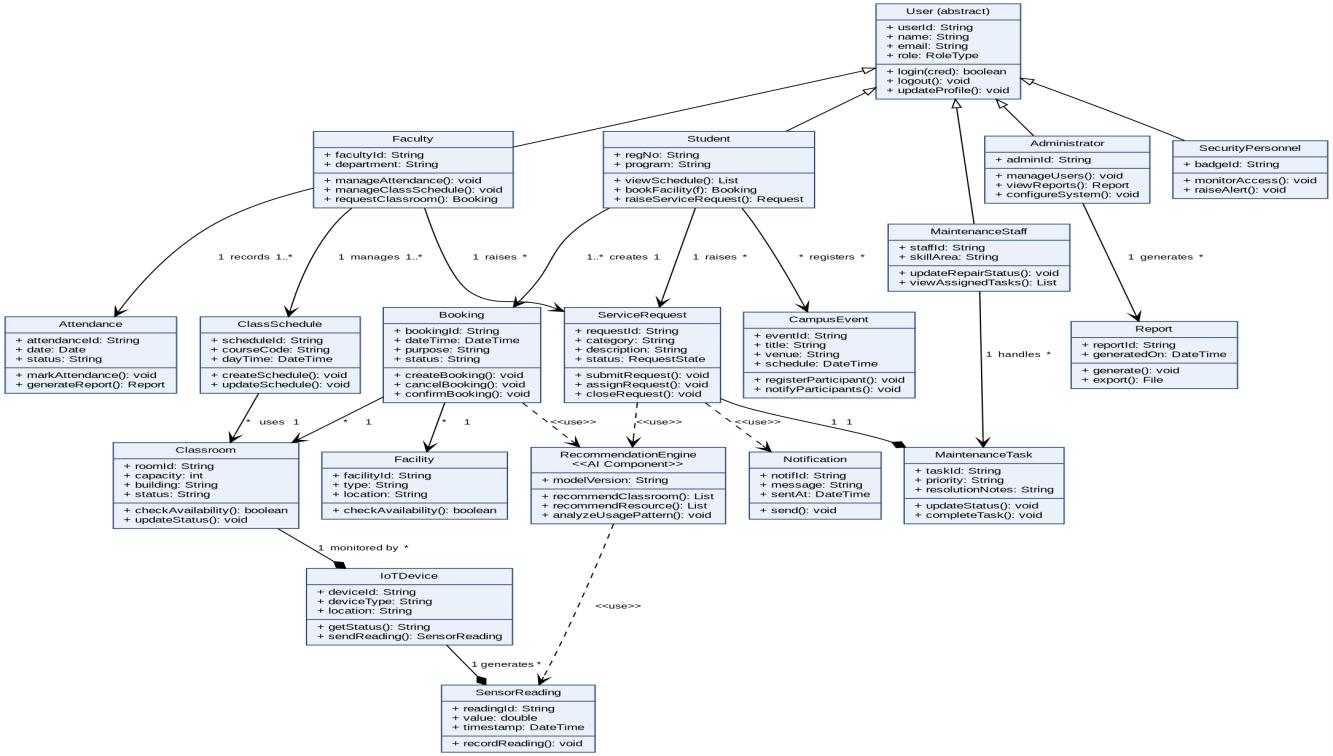 User (abstract)
+ userId: String
+ name: String
+ email: String
+ role: RoleType
+ login(cred): boolean
+ logout(): void
+ updateProfile(): void
Faculty
+ facultyId: String
+ department: String
+ manageAttendance(): void
+ manageClassSchedule(): void
+ requestClassroom(): Booking
Student
+ regNo: String
+ program: String
+ viewSchedule(): List
+ bookFacility(f): Booking
+ raiseServiceRequest(): Request
Administrator
+ adminId: String
+ manageUsers(): void
+ viewReports(): Report
+ configureSystem(): void
SecurityPersonnel
+ badgeId: String
+ monitorAccess(): void
+ raiseAlert(): void
MaintenanceStaff
+ staffId: String
+ skillArea: String
+ updateRepairStatus(): void
+ viewAssignedTasks(): List
1 records 1..*
1 manages 1..*
1 raises *
1..* creates 1
1 raises *
* registers *
1 generates *
Attendance
+ attendanceId: String
+ date: Date
+ status: String
+ markAttendance(): void
+ generateReport(): Report
ClassSchedule
+ scheduleId: String
+ courseCode: String
+ dayTime: DateTime
+ createSchedule(): void
+ updateSchedule(): void
Booking
+ bookingId: String
+ dateTime: DateTime
+ purpose: String
+ status: String
+ createBooking(): void
+ cancelBooking(): void
+ confirmBooking(): void
ServiceRequest
+ requestId: String
+ category: String
+ description: String
+ status: RequestState
+ submitRequest(): void
+ assignRequest(): void
+ closeRequest(): void
CampusEvent
+ eventId: String
+ title: String
+ venue: String
+ schedule: DateTime
+ registerParticipant(): void
+ notifyParticipants(): void
1 handles *
Report
+ reportId: String
+ generatedOn: DateTime
+ generate(): void
+ export(): File
* uses 1
* 1
* 1
<<use>>
<<use>>
<<use>>
1 1
Classroom
+ roomId: String
+ capacity: int
+ building: String
+ status: String
+ checkAvailability(): boolean
+ updateStatus(): void
Facility
+ facilityId: String
+ type: String
+ location: String
+ checkAvailability(): boolean
RecommendationEngine
<<AI Component>>
+ modelVersion: String
+ recommendClassroom(): List
+ recommendResource(): List
+ analyzeUsagePattern(): void
Notification
+ notifId: String
+ message: String
+ sentAt: DateTime
+ send(): void
MaintenanceTask
+ taskId: String
+ priority: String
+ resolutionNotes: String
+ updateStatus(): void
+ completeTask(): void
1 monitored by *
IoTDevice
+ deviceId: String
+ deviceType: String
+ location: String
+ getStatus(): String
+ sendReading(): SensorReading
<<use>>
1 generates *
SensorReading
+ readingId: String
+ value: double
+ timestamp: DateTime
+ recordReading(): void